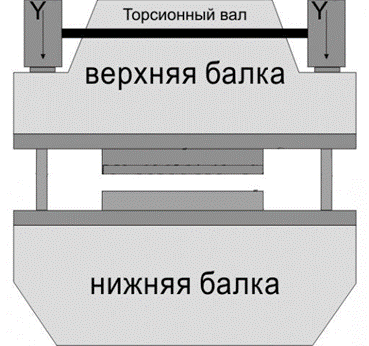 Y Торсионный вал Y
верхняя балка
нижняя балка